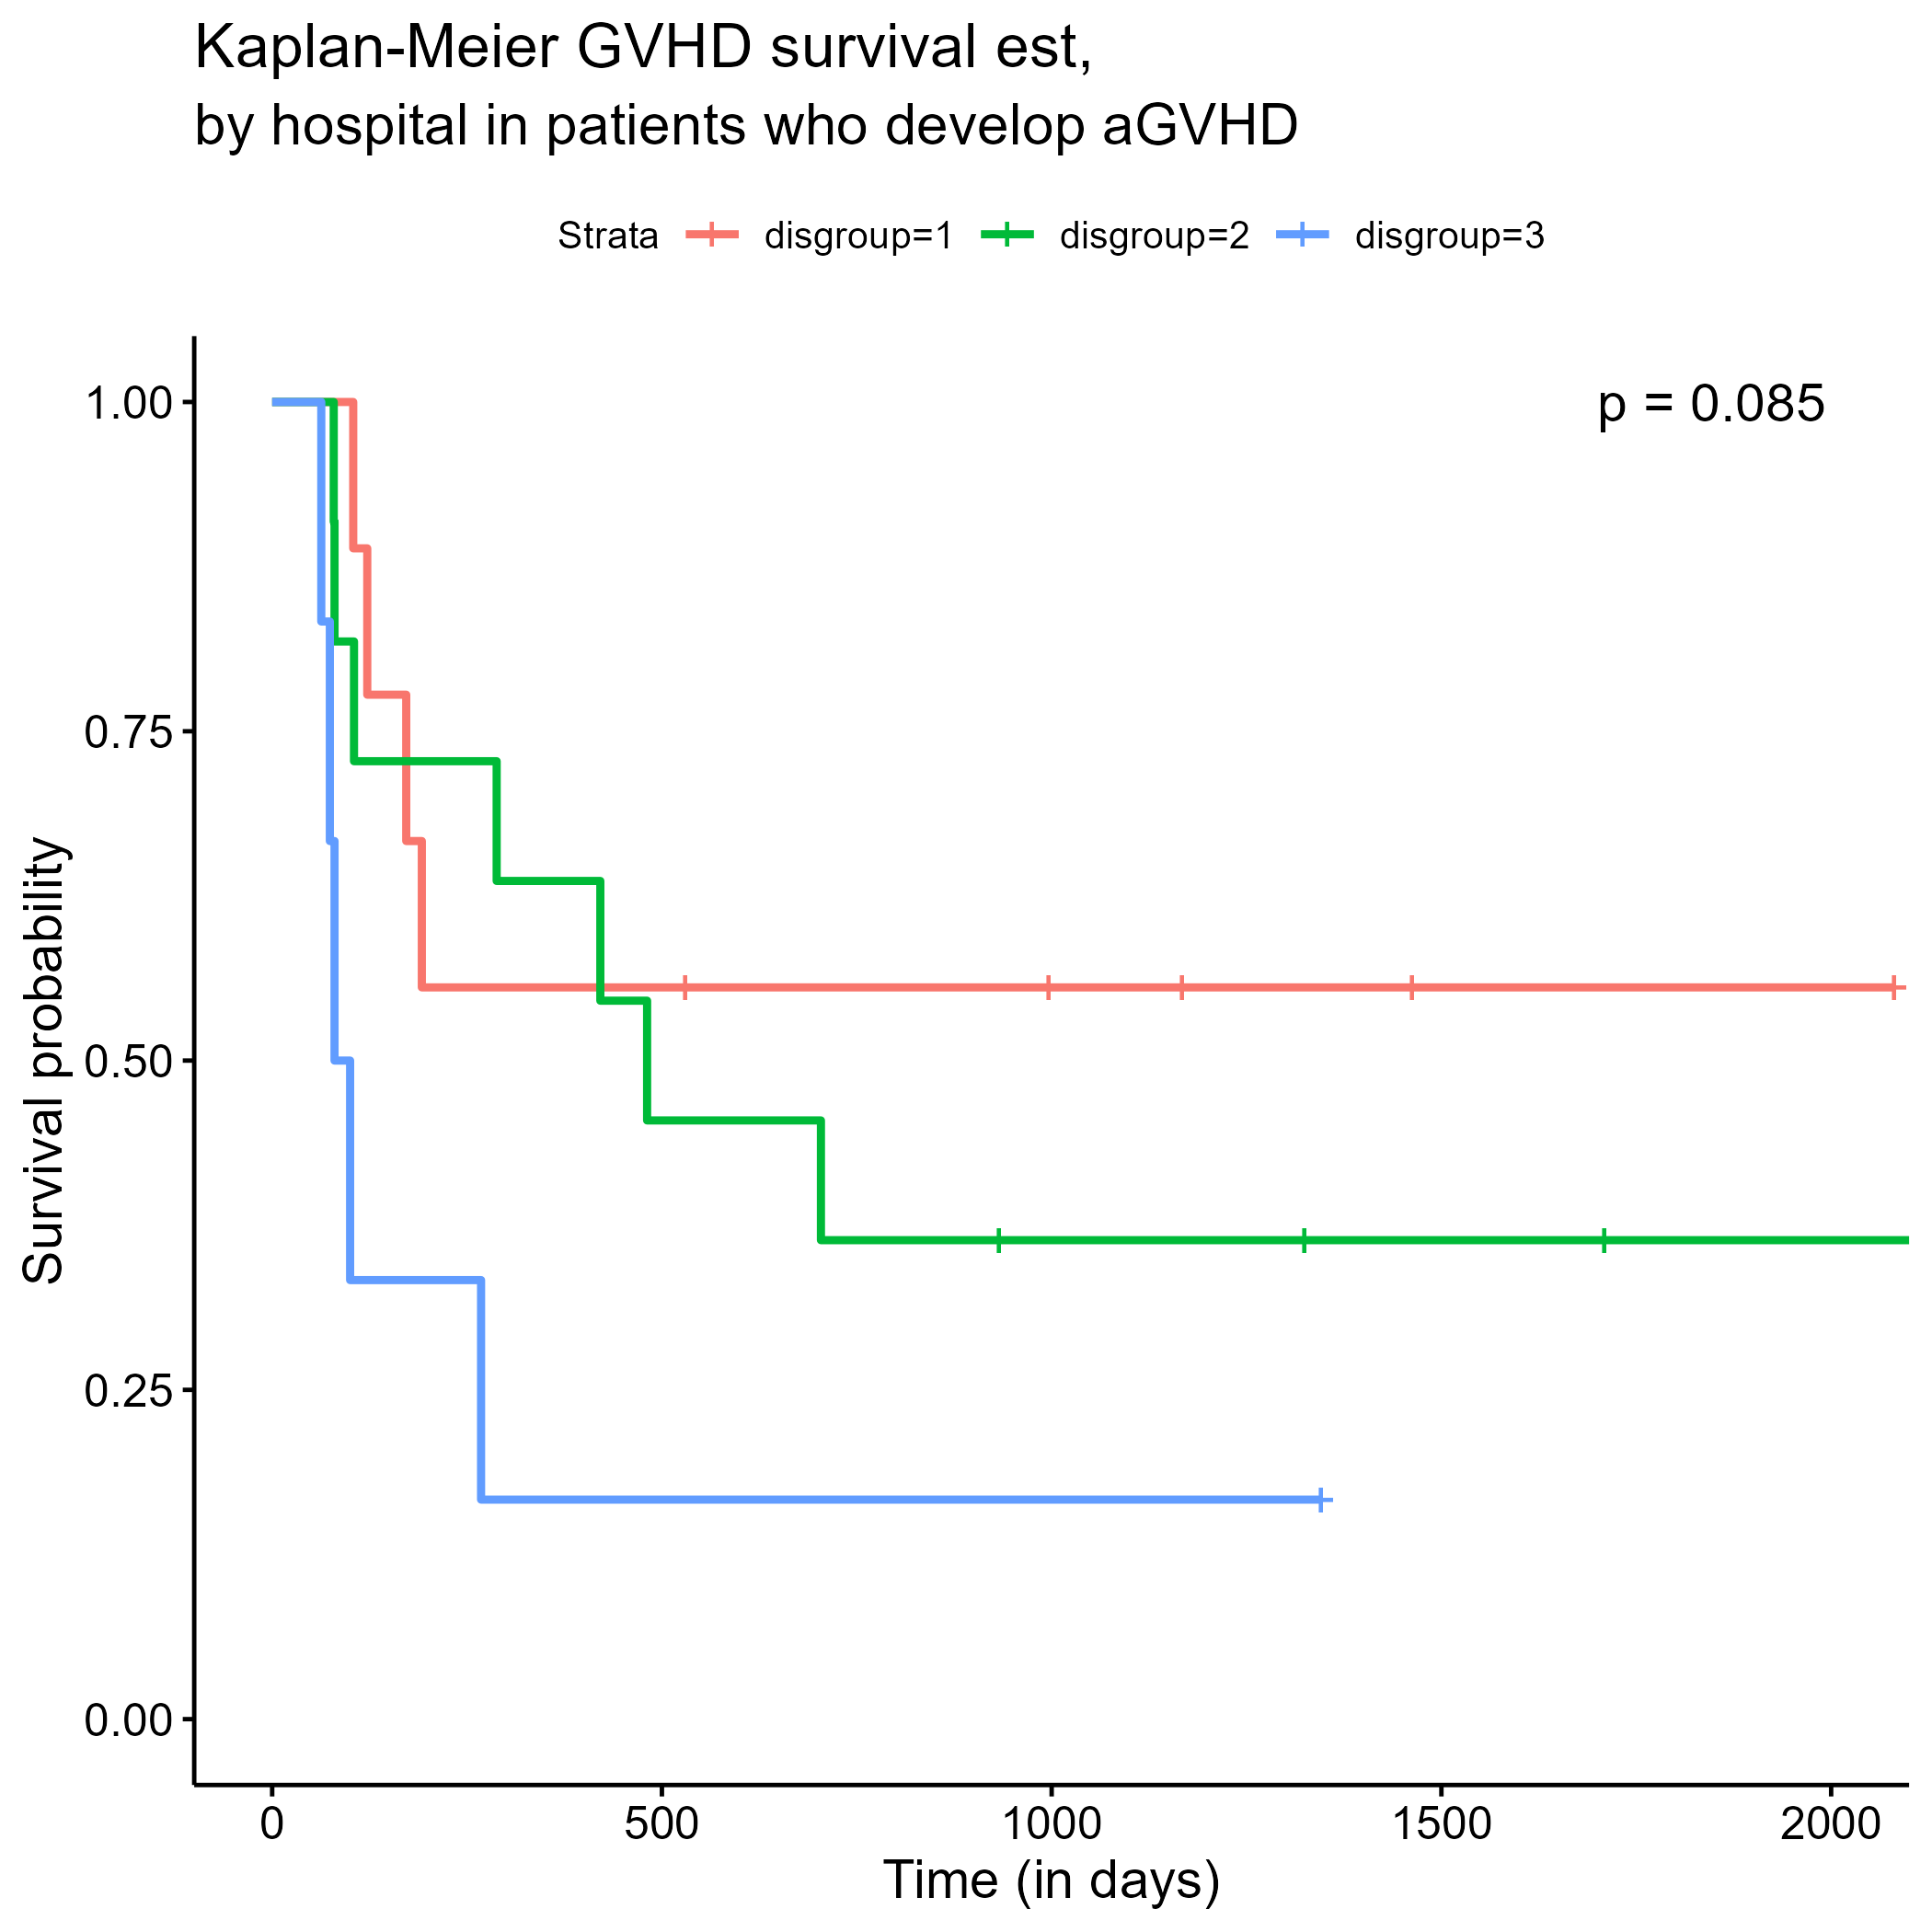 Kaplan-Meier GVHD survival est,
by hospital in patients who develop aGVHD
Strata disgroup=1 disgroup=2 disgroup=3
p = 0.085
1.00
0.75
0.50
0.25
0.00
Survival probability
0 500 1000 1500 2000
Time (in days)